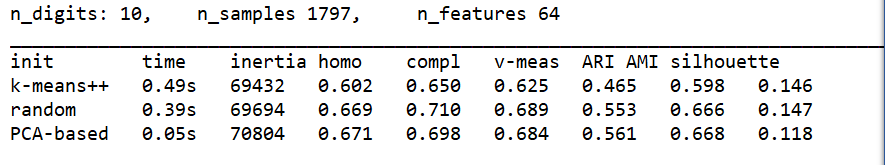 n_digits: 10,    n_samples 1797,     n_features 64
init       time     inertia homo    compl   v-meas  ARI AMI silhouette
k-means++  0.49s   69432   0.602   0.650   0.625   0.465   0.598   0.146
random     0.39s   69694   0.669   0.710   0.689   0.553   0.666   0.147
PCA-based  0.05s   70804   0.671   0.698   0.684   0.561   0.668   0.118